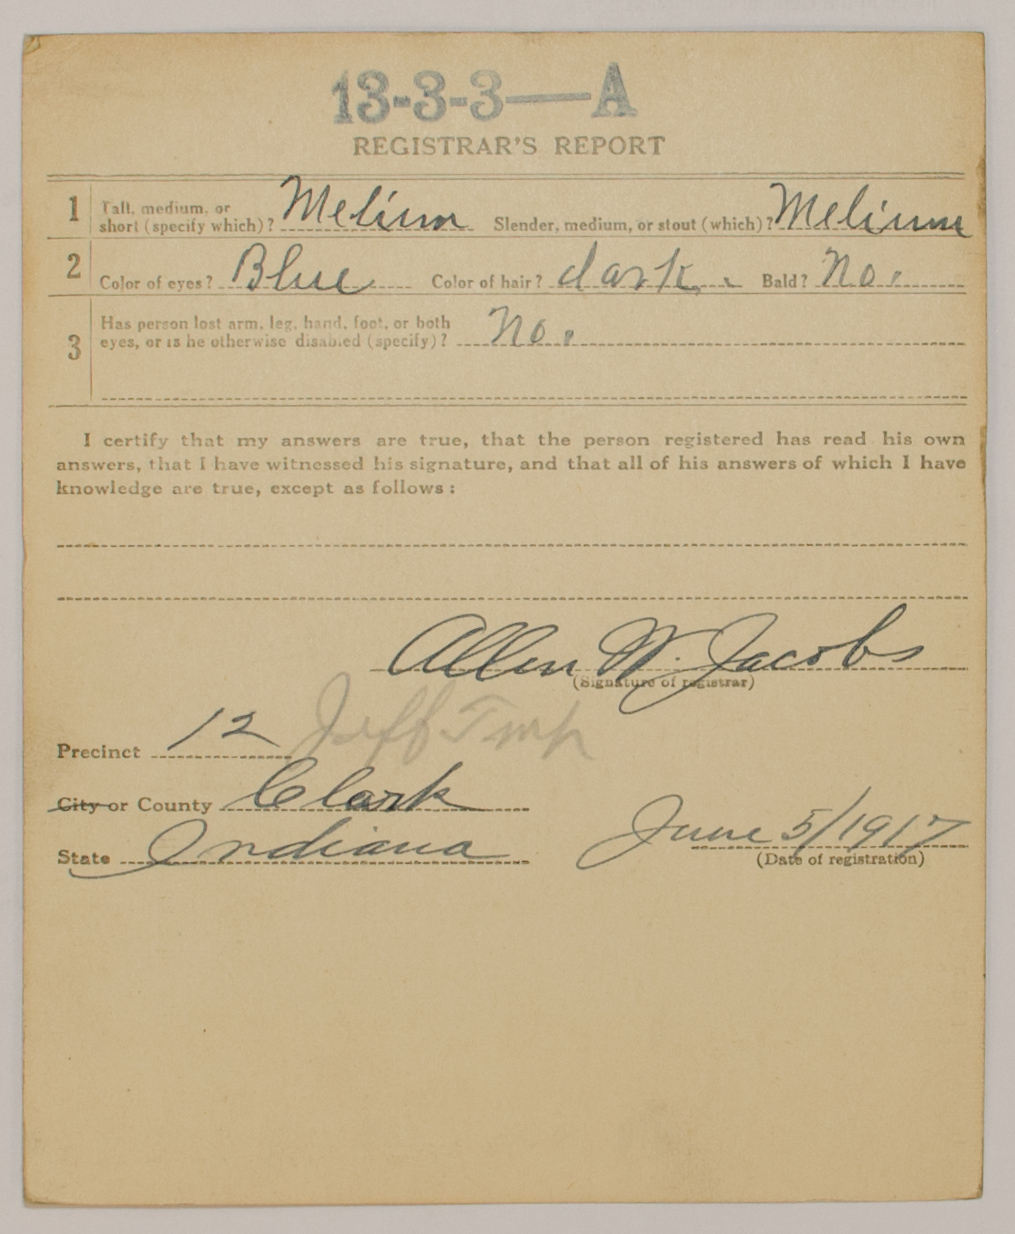 13-3-3—A
REGISTRAR'S REPORT
1 Tall, medium, or short (specify which)? Melium Slender, medium, or stout (which)? Melium
2 Color of eyes? Blue Color of hair? dark. Bald? No.
3 Has person lost arm, leg, hand, foot, or both
eyes, or is he otherwise disabled (specify)? No.
I certify that my answers are true, that the person registered has read his own
answers, that I have witnessed his signature, and that all of his answers of which I have
knowledge are true, except as follows:
Allen W. Jacobs
(Signature of registrar)
Precinct 12 Jeff Twp
City or County Clark
State Indiana June 5/1917
(Date of registration)